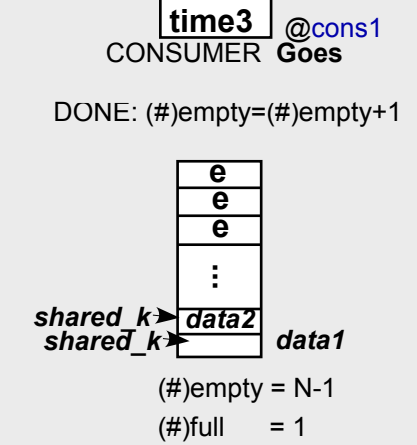 time3 @cons1
CONSUMER Goes
DONE: (#)empty=(#)empty+1
e
e
e
⋮
shared_k data2
shared_k data1
(#)empty = N-1
(#)full = 1